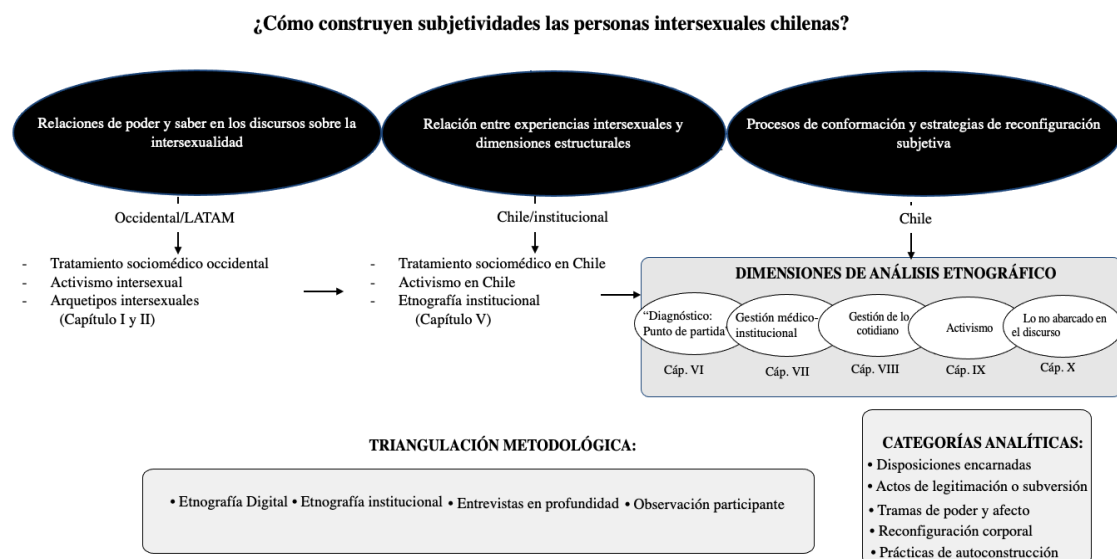 ¿Cómo construyen subjetividades las personas intersexuales chilenas?
Relaciones de poder y saber en los discursos sobre la
intersexualidad
Relación entre experiencias intersexuales y
dimensiones estructurales
Procesos de conformación y estrategias de reconfiguración
subjetiva
Occidental/LATAM
Chile/institucional
Chile
- Tratamiento sociomédico occidental
- Activismo intersexual
- Arquetipos intersexuales
(Capítulo I y II)
- Tratamiento sociomédico en Chile
- Activismo en Chile
- Etnografía institucional
(Capítulo V)
DIMENSIONES DE ANÁLISIS ETNOGRÁFICO
“Diagnóstico:
Punto de partida”
Gestión médico-
institucional
Gestión de lo
cotidiano
Activismo
Lo no abarcado en
el discurso
Cáp. VI
Cáp. VII
Cáp. VIII
Cáp. IX
Cáp. X
TRIANGULACIÓN METODOLÓGICA:
• Etnografía Digital • Etnografía institucional • Entrevistas en profundidad • Observación participante
CATEGORÍAS ANALÍTICAS:
• Disposiciones encarnadas
• Actos de legitimación o subversión
• Tramas de poder y afecto
• Reconfiguración corporal
• Prácticas de autoconstrucción